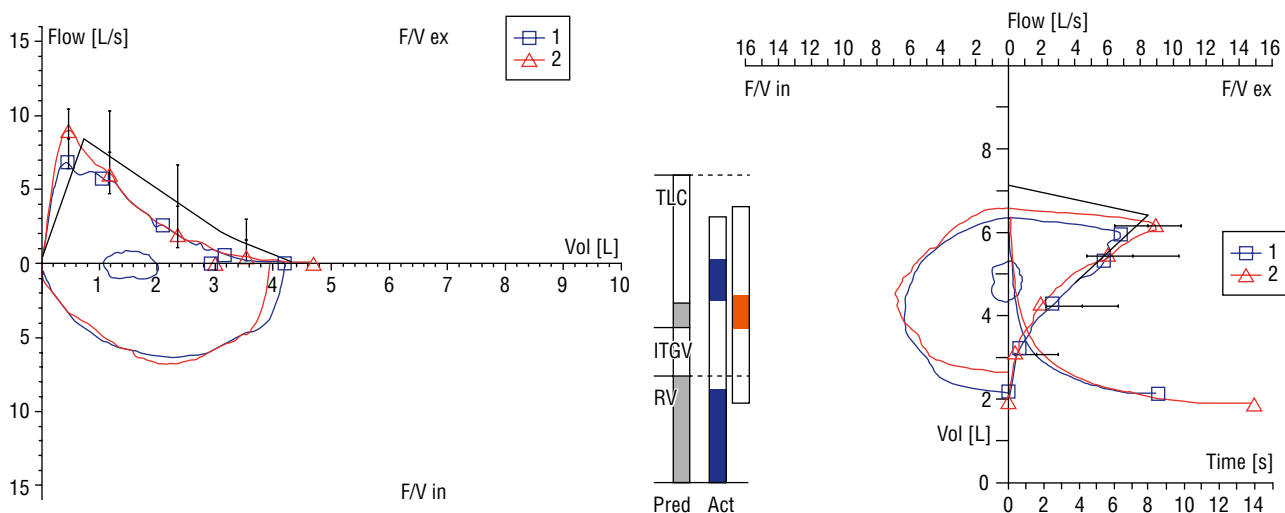 Flow [L/s]
F/V ex
1
2
15
10
5
0
5
10
15
1 2 3 4 5 6 7 8 9 10
Vol [L]
F/V in
TLC
ITGV
RV
Pred Act
Flow [L/s]
16 14 12 10 8 6 4 2 0 2 4 6 8 10 12 14 16
F/V in F/V ex
8
6
4
2
0
1
2
Vol [L]
Time [s]
0 2 4 6 8 10 12 14